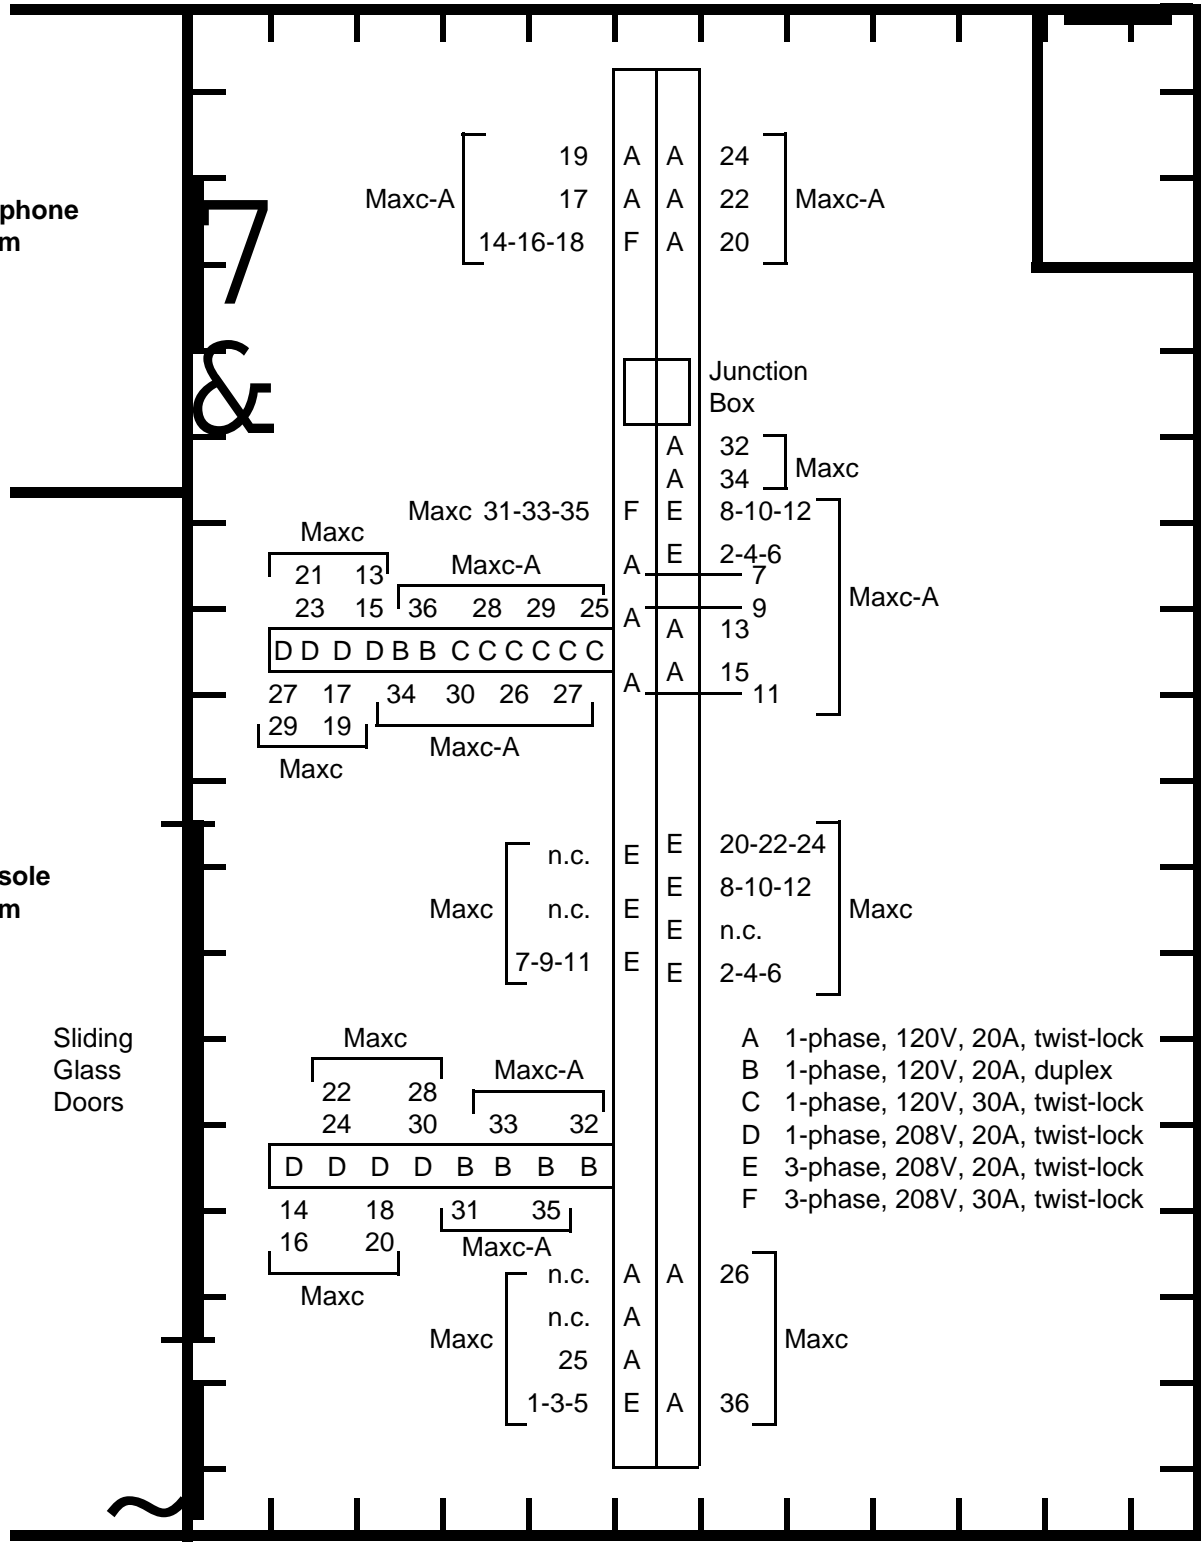 19 A A 24
Maxc-A 17 A A 22 Maxc-A
14-16-18 F A 20
phone
m
7
&
Junction
Box
A 32
Maxc
A 34
Maxc 31-33-35 F E 8-10-12
Maxc
E 2-4-6
Maxc-A A 7
21 13
23 15 36 28 29 25
A 9
Maxc-A
A 13
D D D D B B C C C C C C
A 15
27 17 34 30 26 27 A 11
29 19
Maxc-A
Maxc
E 20-22-24
n.c. E
sole
E 8-10-12
m
Maxc n.c. E Maxc
E n.c.
7-9-11 E
E 2-4-6
Sliding
Glass
Doors
Maxc
Maxc-A
22 28
24 30 33 32
D D D D B B B B
14 18 31 35
16 20 Maxc-A
Maxc
A 1-phase, 120V, 20A, twist-lock
B 1-phase, 120V, 20A, duplex
C 1-phase, 120V, 30A, twist-lock
D 1-phase, 208V, 20A, twist-lock
E 3-phase, 208V, 20A, twist-lock
F 3-phase, 208V, 30A, twist-lock
n.c. A A 26
n.c. A
Maxc Maxc
25 A
1-3-5 E A 36
~